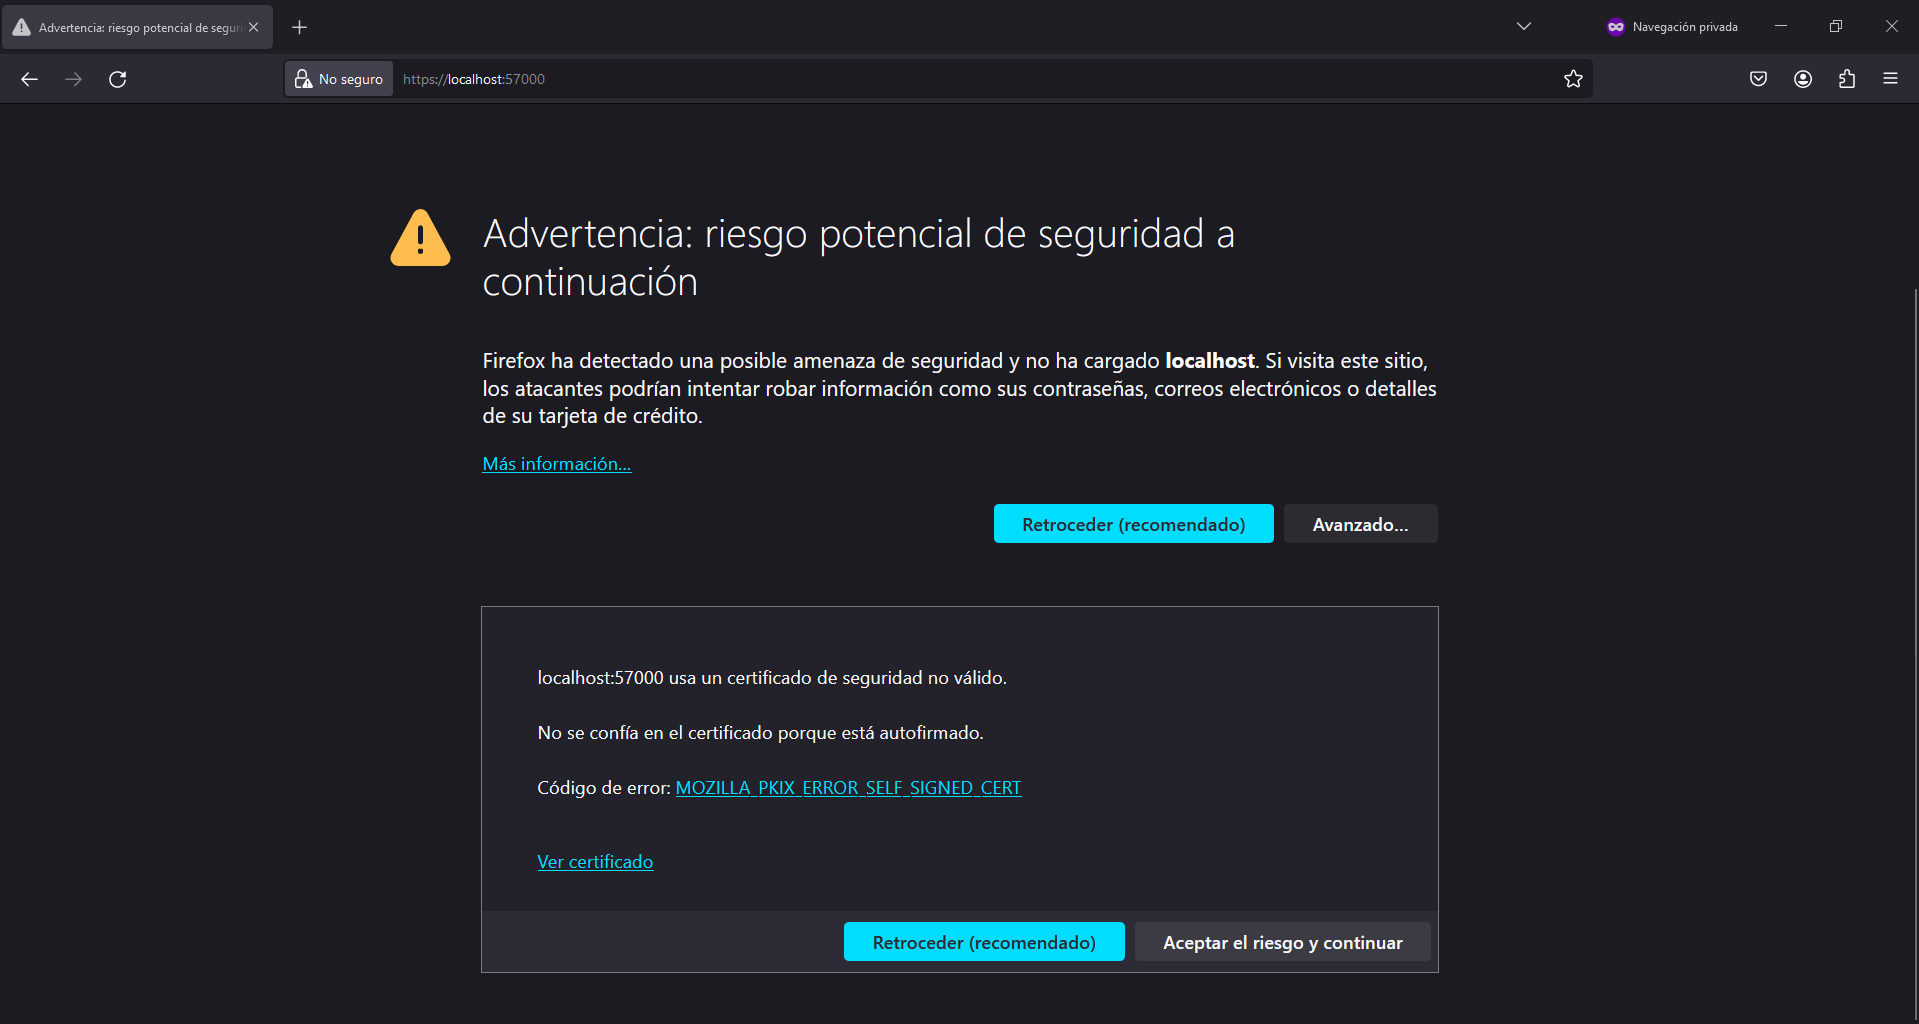 Advertencia: riesgo potencial de seguri
Navegación privada
No seguro
https://localhost:57000
Advertencia: riesgo potencial de seguridad a
continuación
Firefox ha detectado una posible amenaza de seguridad y no ha cargado localhost. Si visita este sitio,
los atacantes podrían intentar robar información como sus contraseñas, correos electrónicos o detalles
de su tarjeta de crédito.
Más información...
Retroceder (recomendado)
Avanzado...
localhost:57000 usa un certificado de seguridad no válido.
No se confía en el certificado porque está autofirmado.
Código de error: MOZILLA_PKIX_ERROR_SELF_SIGNED_CERT
Ver certificado
Retroceder (recomendado)
Aceptar el riesgo y continuar